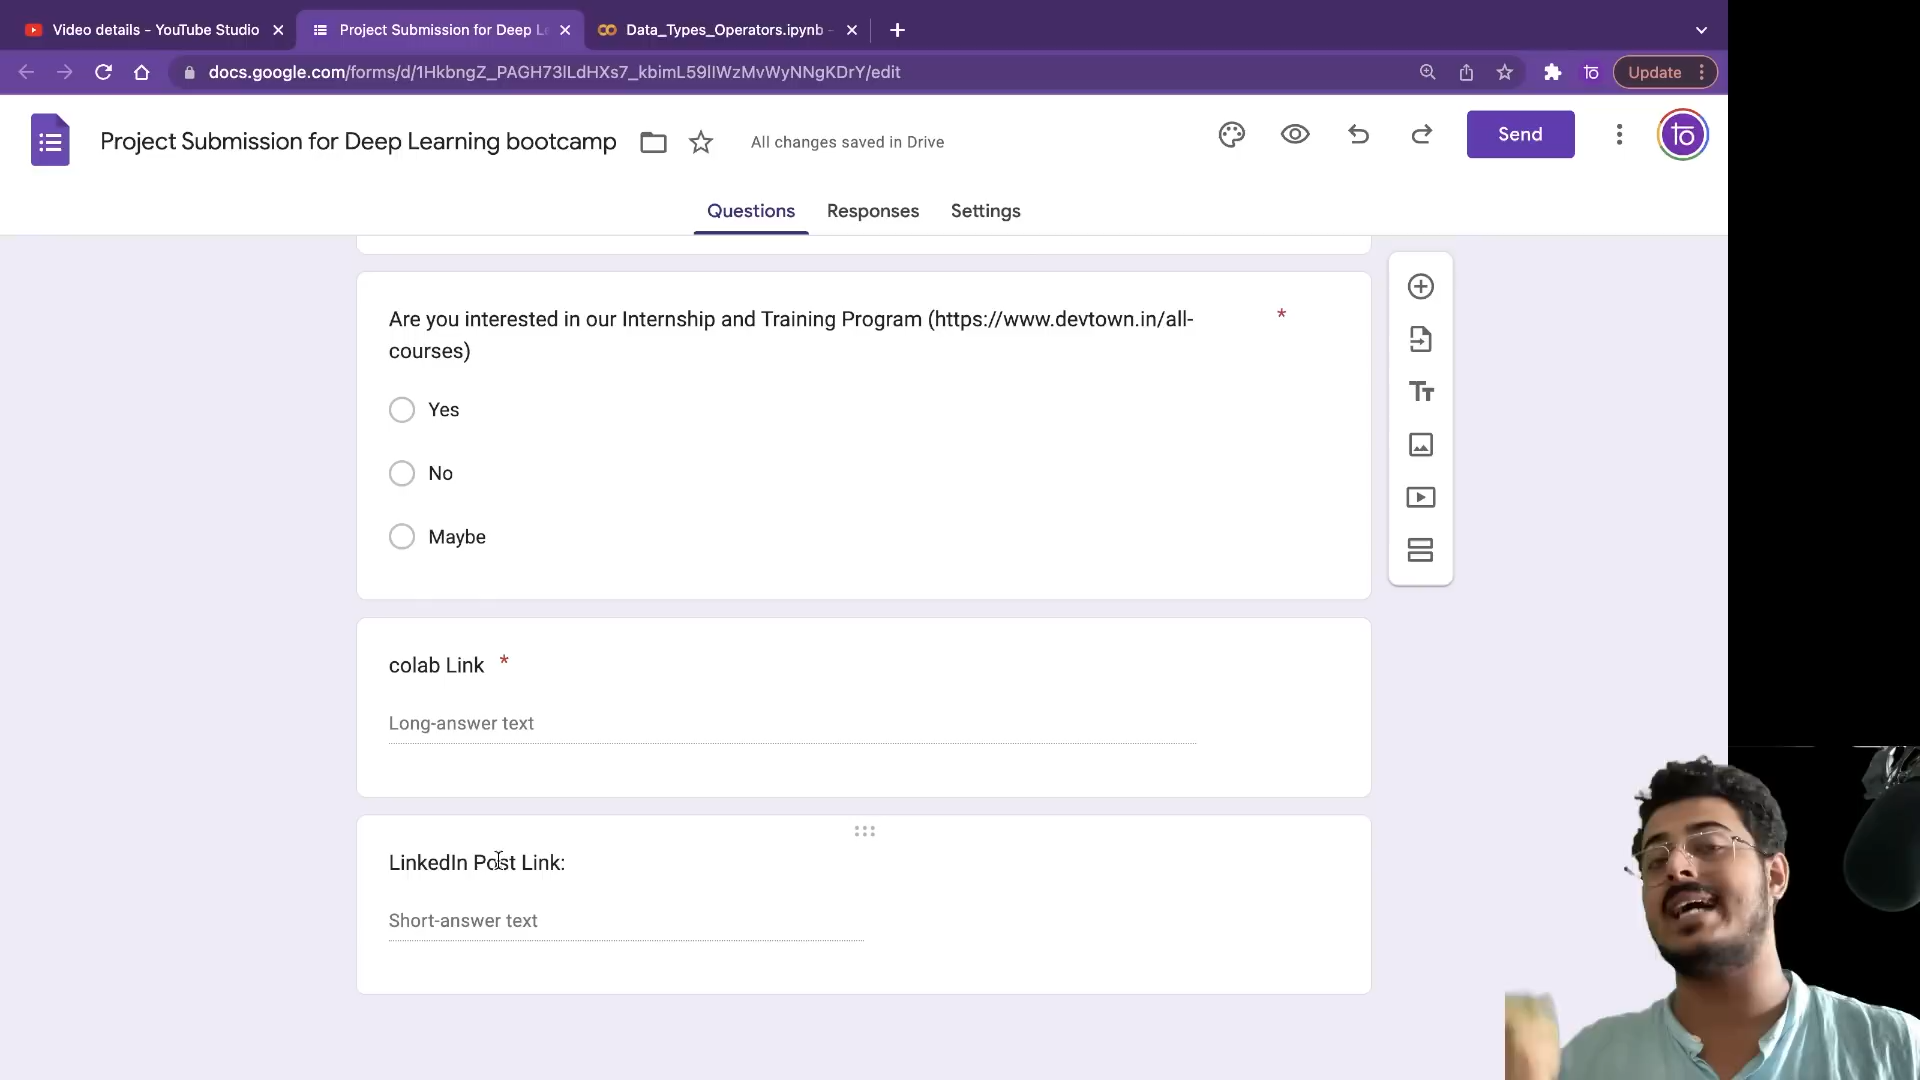 Video details - YouTube Studio
Project Submission for Deep Le
Data_Types_Operators.ipynb -
docs.google.com/forms/d/1HkbngZ_PAGH73lLdHXs7_kbimL59lIWzMvWyNNgKDrY/edit
Update
Project Submission for Deep Learning bootcamp
All changes saved in Drive
Send
to
Questions
Responses
Settings
Are you interested in our Internship and Training Program (https://www.devtown.in/all-
courses)
*
Yes
No
Maybe
colab Link *
Long-answer text
LinkedIn Post Link:
Short-answer text